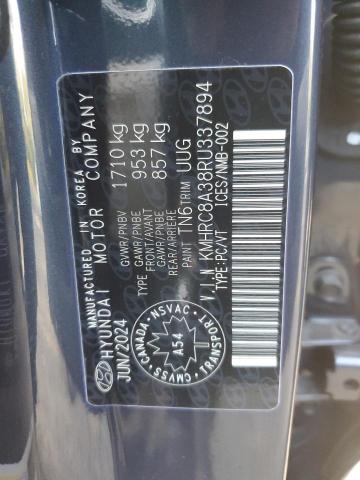 MANUFACTURED IN KOREA BY
HYUNDAI MOTOR COMPANY
JUN/2024
GVWR/PNBV 1710 kg
TYPE GAWR/PNBE 953 kg
FRONT/AVANT
GAWR/PNBE 857 kg
REAR/ARRIÈRE
PAINT TN6 TRIM UUG
V I N KMHRC8A38RU337894
TYPE:PC/VT ICES/NMB-002
CANADA · NSVAC
A54
CMVSS · TRANSPORT